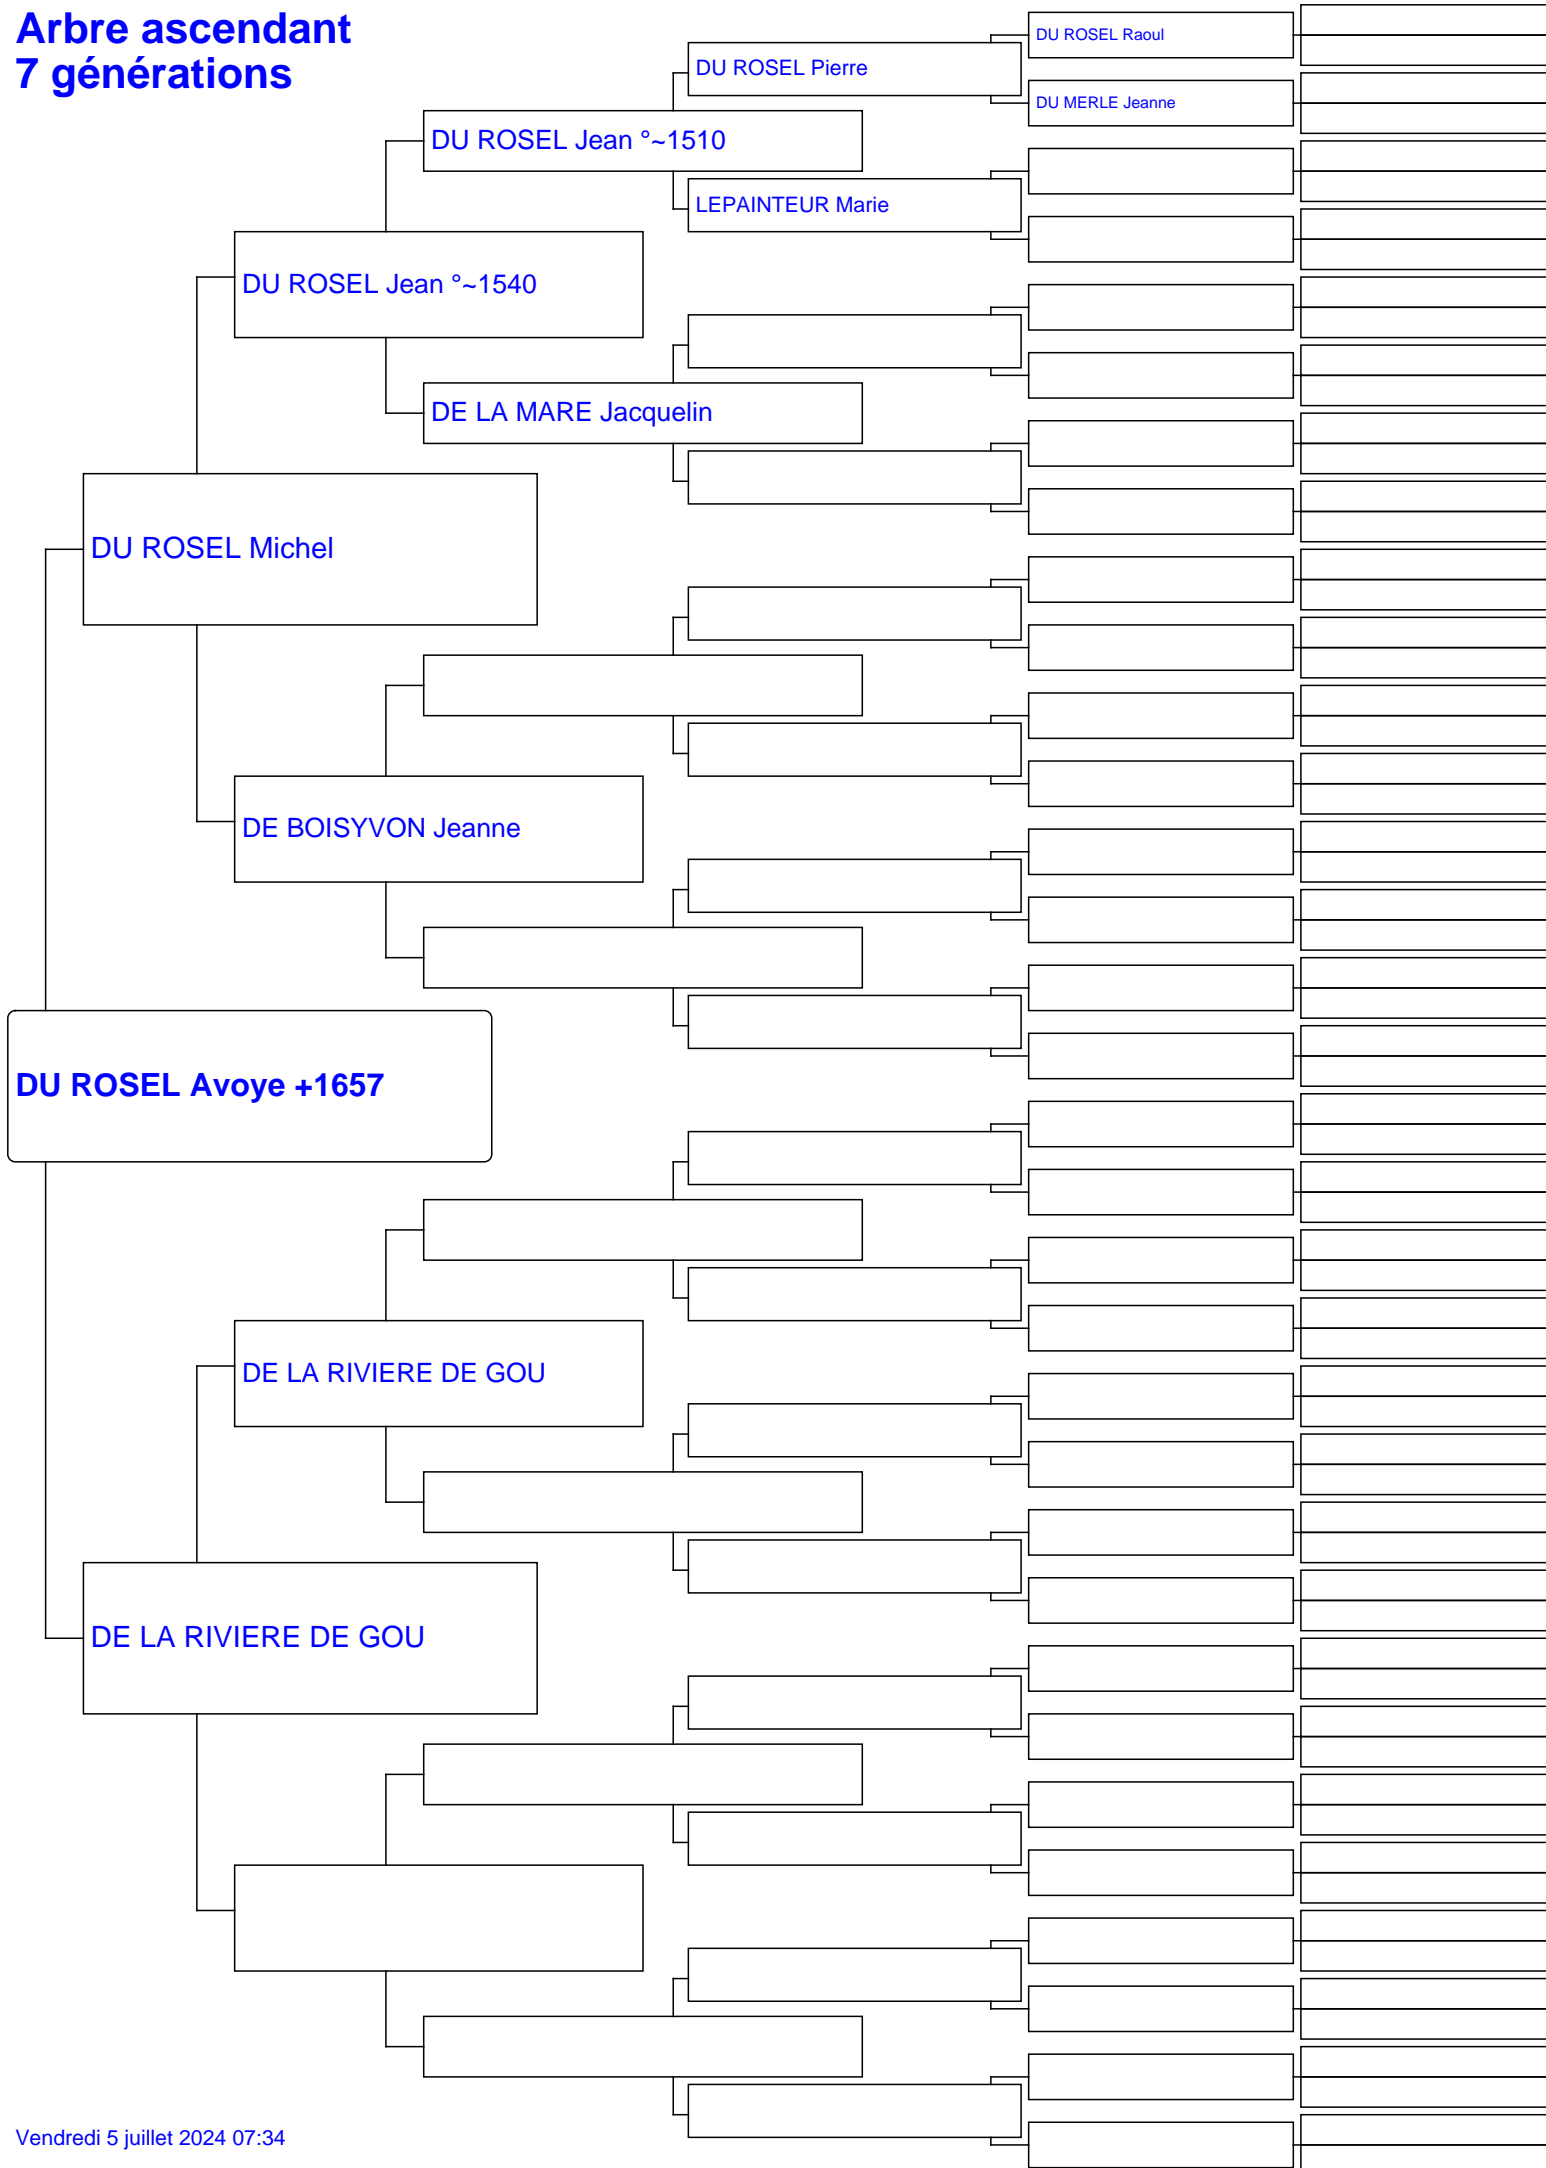 Arbre ascendant
7 générations
DU ROSEL Raoul
DU ROSEL Pierre
DU MERLE Jeanne
DU ROSEL Jean °~1510
LEPAINTEUR Marie
DU ROSEL Jean °~1540
DE LA MARE Jacquelin
DU ROSEL Michel
DE BOISYVON Jeanne
DU ROSEL Avoye +1657
DE LA RIVIERE DE GOU
DE LA RIVIERE DE GOU
Vendredi 5 juillet 2024 07:34